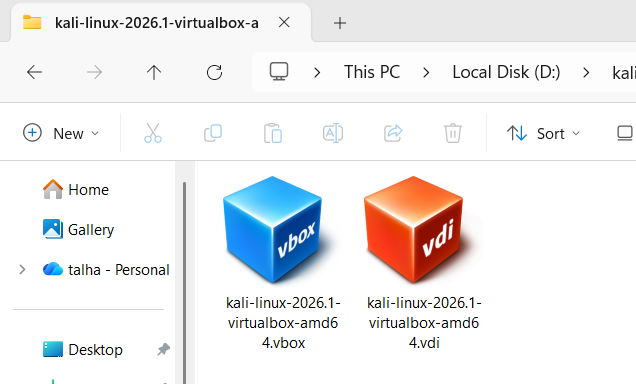 kali-linux-2026.1-virtualbox-a
This PC
Local Disk (D:)
kali
New
Sort
Home
Gallery
talha - Personal
Desktop
vbox
vdi
kali-linux-2026.1-
virtualbox-amd6
4.vbox
kali-linux-2026.1-
virtualbox-amd6
4.vdi